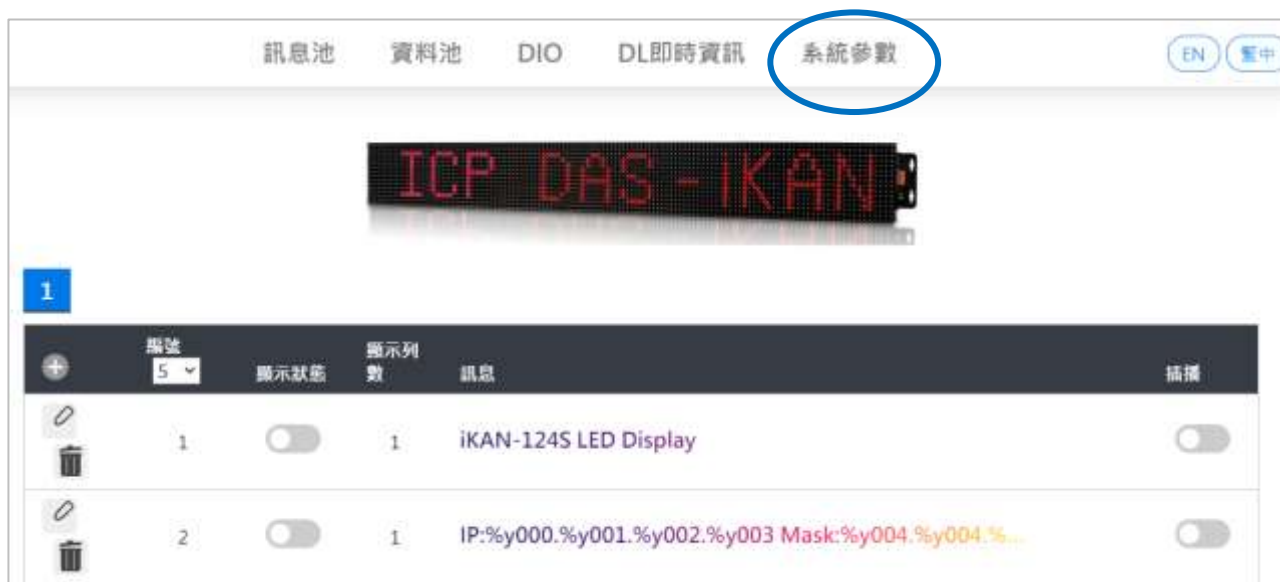 訊息池 資料池 DIO DL即時資訊 系統參數 EN 繁中
ICP DAS - iKAN
1
編號 顯示列
5 顯示狀態 數 訊息 插播
1 1 iKAN-124S LED Display
2 1 IP:%y000.%y001.%y002.%y003 Mask:%y004.%y004.%...